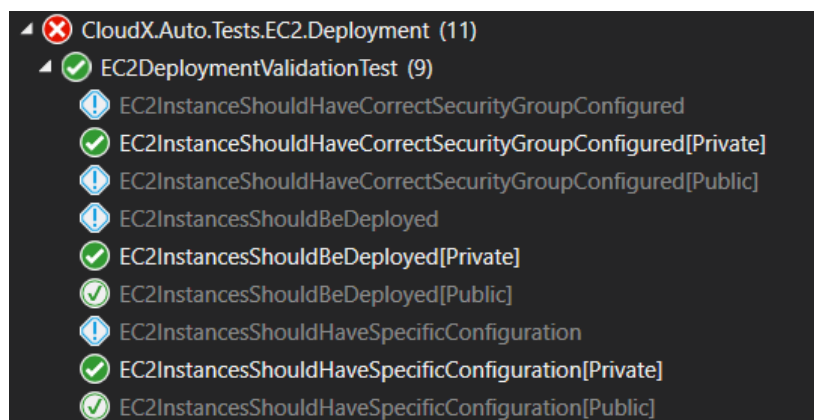 CloudX.Auto.Tests.EC2.Deployment (11)
EC2DeploymentValidationTest (9)
EC2InstanceShouldHaveCorrectSecurityGroupConfigured
EC2InstanceShouldHaveCorrectSecurityGroupConfigured[Private]
EC2InstanceShouldHaveCorrectSecurityGroupConfigured[Public]
EC2InstancesShouldBeDeployed
EC2InstancesShouldBeDeployed[Private]
EC2InstancesShouldBeDeployed[Public]
EC2InstancesShouldHaveSpecificConfiguration
EC2InstancesShouldHaveSpecificConfiguration[Private]
EC2InstancesShouldHaveSpecificConfiguration[Public]